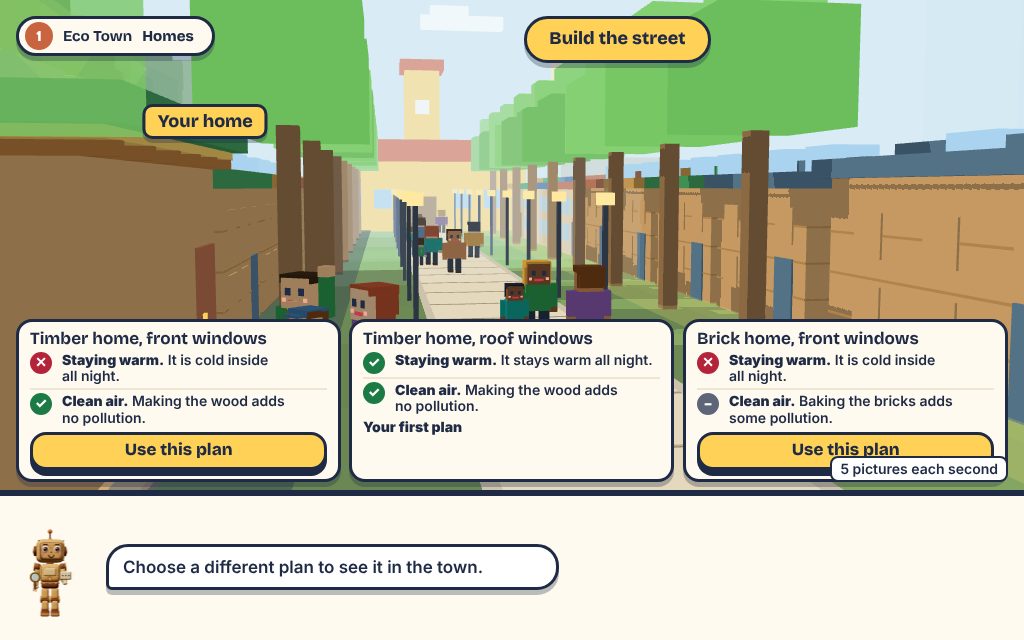 1 Eco Town Homes
Build the street
Your home
Timber home, front windows
Staying warm. It is cold inside
all night.
Clean air. Making the wood adds
no pollution.
Use this plan
Timber home, roof windows
Staying warm. It stays warm all night.
Clean air. Making the wood adds
no pollution.
Your first plan
Brick home, front windows
Staying warm. It is cold inside
all night.
Clean air. Baking the bricks adds
some pollution.
Use this plan
5 pictures each second
Choose a different plan to see it in the town.